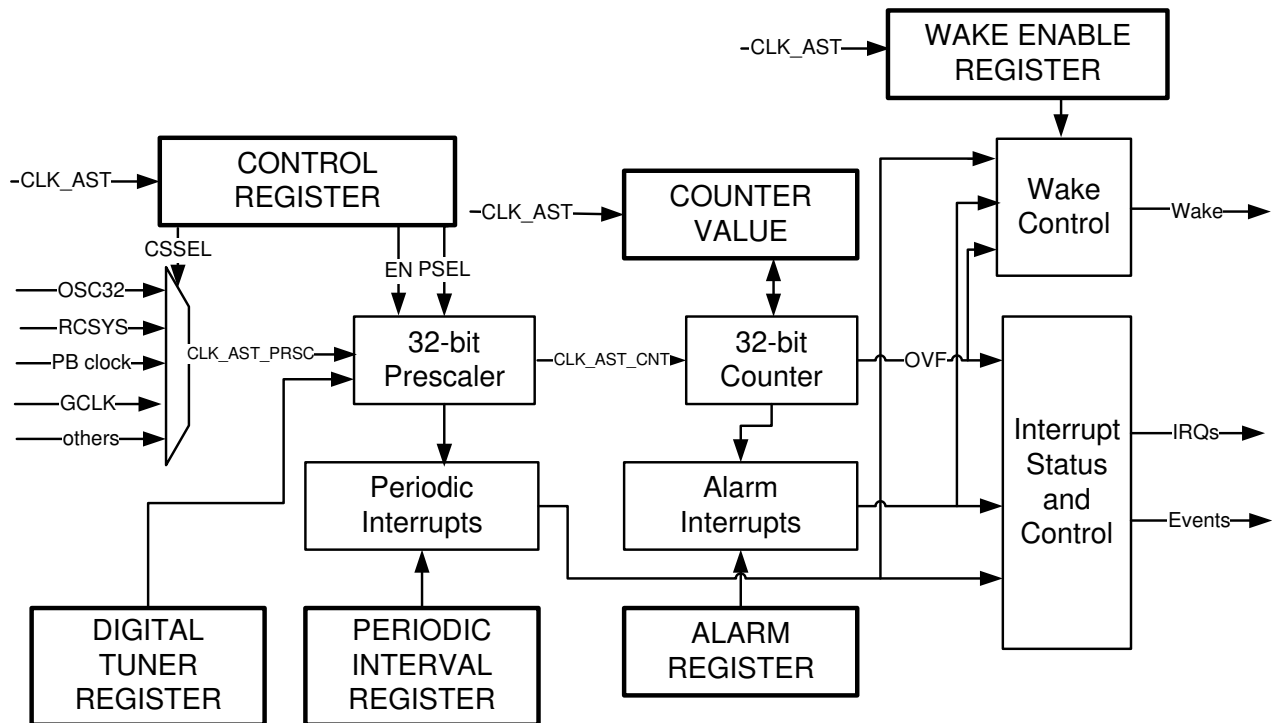 CLK_AST
WAKE ENABLE
REGISTER
CLK_AST
CONTROL
REGISTER
CLK_AST
COUNTER
VALUE
Wake
Control
Wake
CSSEL
EN
PSEL
OSC32
RCSYS
PB clock
GCLK
others
CLK_AST_PRSC
32-bit
Prescaler
CLK_AST_CNT
32-bit
Counter
OVF
Interrupt
Status
and
Control
IRQs
Events
Periodic
Interrupts
Alarm
Interrupts
DIGITAL
TUNER
REGISTER
PERIODIC
INTERVAL
REGISTER
ALARM
REGISTER